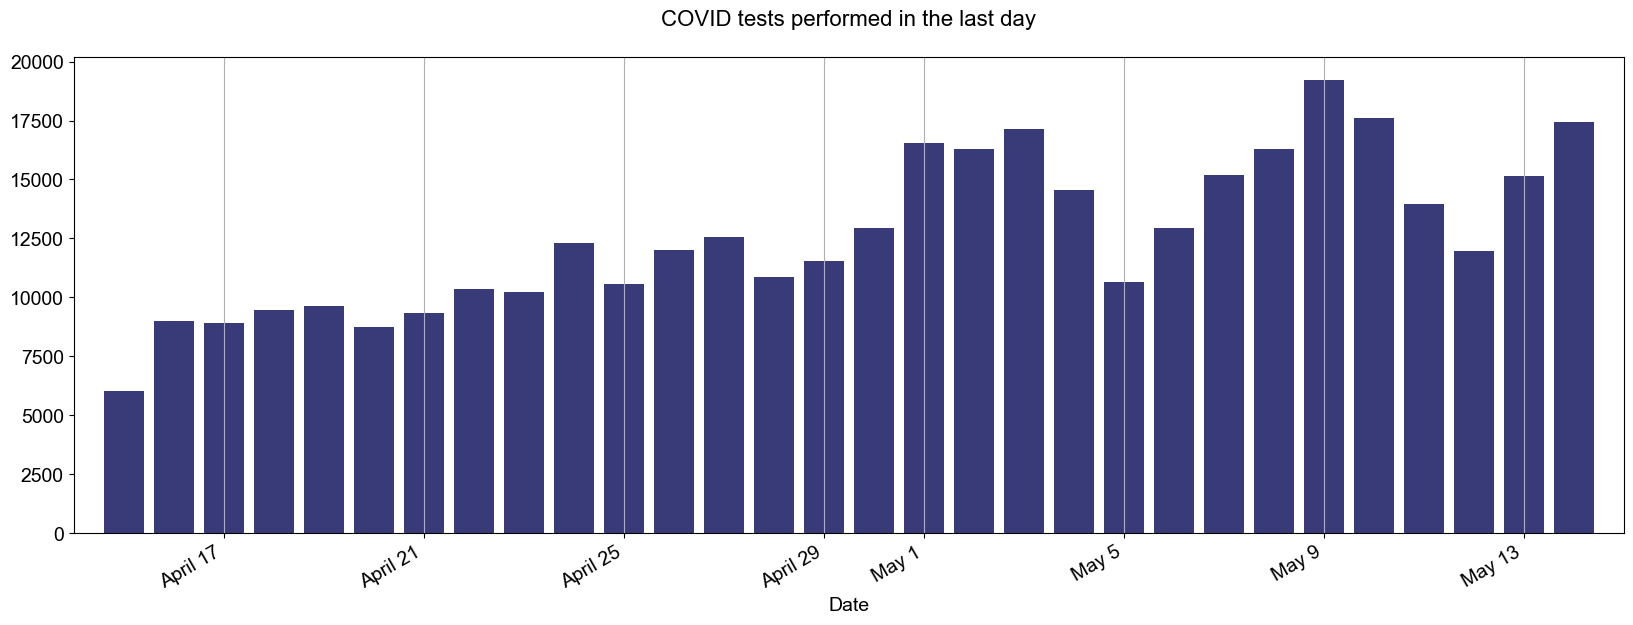 COVID tests performed in the last day
20000
17500
15000
12500
10000
7500
5000
2500
0
April 17
April 21
April 25
April 29
May 1
May 5
May 9
May 13
Date